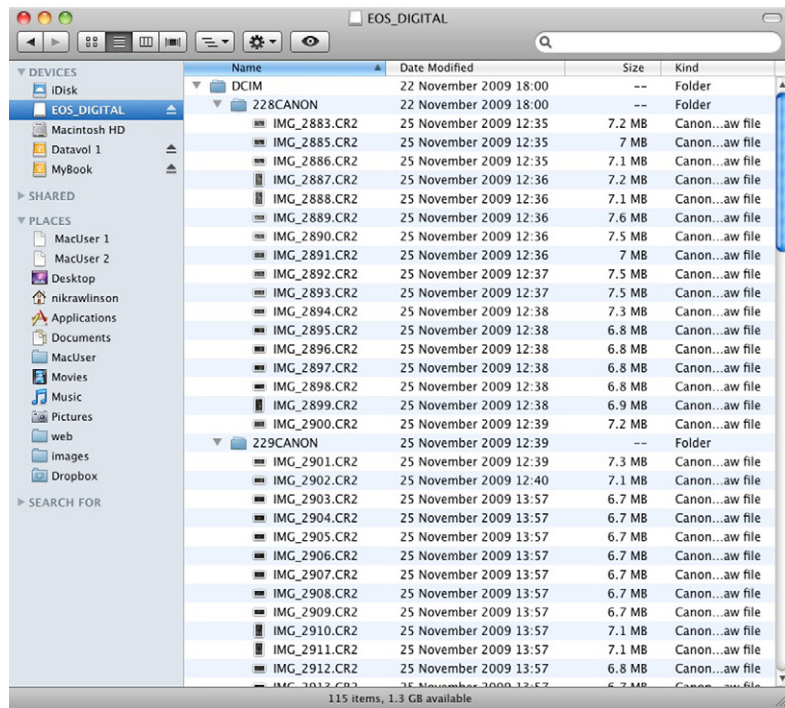 EOS_DIGITAL
Name Date Modified Size Kind
DEVICES
iDisk
EOS_DIGITAL
Macintosh HD
Datavol 1
MyBook
SHARED
PLACES
MacUser 1
MacUser 2
Desktop
nikrawlinson
Applications
Documents
MacUser
Movies
Music
Pictures
web
images
Dropbox
SEARCH FOR
DCIM 22 November 2009 18:00 -- Folder
228CANON 22 November 2009 18:00 -- Folder
IMG_2883.CR2 25 November 2009 12:35 7.2 MB Canon...aw file
IMG_2885.CR2 25 November 2009 12:35 7 MB Canon...aw file
IMG_2886.CR2 25 November 2009 12:35 7.1 MB Canon...aw file
IMG_2887.CR2 25 November 2009 12:36 7.2 MB Canon...aw file
IMG_2888.CR2 25 November 2009 12:36 7.1 MB Canon...aw file
IMG_2889.CR2 25 November 2009 12:36 7.6 MB Canon...aw file
IMG_2890.CR2 25 November 2009 12:36 7.5 MB Canon...aw file
IMG_2891.CR2 25 November 2009 12:36 7 MB Canon...aw file
IMG_2892.CR2 25 November 2009 12:37 7.5 MB Canon...aw file
IMG_2893.CR2 25 November 2009 12:37 7.5 MB Canon...aw file
IMG_2894.CR2 25 November 2009 12:38 7.3 MB Canon...aw file
IMG_2895.CR2 25 November 2009 12:38 6.8 MB Canon...aw file
IMG_2896.CR2 25 November 2009 12:38 6.8 MB Canon...aw file
IMG_2897.CR2 25 November 2009 12:38 6.8 MB Canon...aw file
IMG_2898.CR2 25 November 2009 12:38 6.8 MB Canon...aw file
IMG_2899.CR2 25 November 2009 12:38 6.9 MB Canon...aw file
IMG_2900.CR2 25 November 2009 12:39 7.2 MB Canon...aw file
229CANON 25 November 2009 12:39 -- Folder
IMG_2901.CR2 25 November 2009 12:39 7.3 MB Canon...aw file
IMG_2902.CR2 25 November 2009 12:40 7.1 MB Canon...aw file
IMG_2903.CR2 25 November 2009 13:57 6.7 MB Canon...aw file
IMG_2904.CR2 25 November 2009 13:57 6.7 MB Canon...aw file
IMG_2905.CR2 25 November 2009 13:57 6.7 MB Canon...aw file
IMG_2906.CR2 25 November 2009 13:57 6.7 MB Canon...aw file
IMG_2907.CR2 25 November 2009 13:57 6.7 MB Canon...aw file
IMG_2908.CR2 25 November 2009 13:57 6.7 MB Canon...aw file
IMG_2909.CR2 25 November 2009 13:57 6.7 MB Canon...aw file
IMG_2910.CR2 25 November 2009 13:57 7.1 MB Canon...aw file
IMG_2911.CR2 25 November 2009 13:57 7.1 MB Canon...aw file
IMG_2912.CR2 25 November 2009 13:57 6.8 MB Canon...aw file
115 items, 1.3 GB available